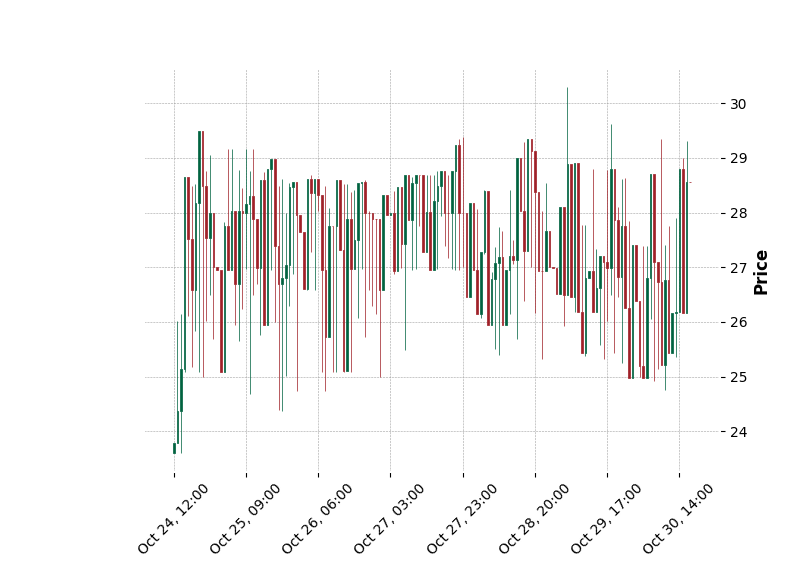 30
29
28
27
26
25
24
Price
Oct 24, 12:00
Oct 25, 09:00
Oct 26, 06:00
Oct 27, 03:00
Oct 27, 23:00
Oct 28, 20:00
Oct 29, 17:00
Oct 30, 14:00